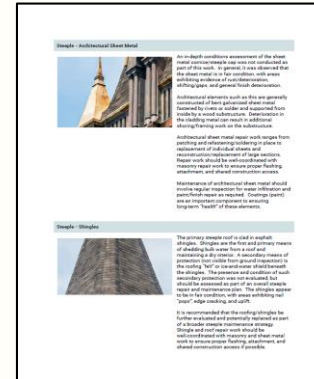 Steeple - Architectural Sheet Metal
An in-depth conditions assessment of the sheet
metal cornice/steeple cap was not conducted as
part of this work. In general, it was observed that
the sheet metal is in fair condition, with areas
exhibiting evidence of rust/deterioration,
shifting/gaps, and general finish deterioration.
Architectural elements such as this are generally
constructed of bent galvanized sheet metal
fastened by rivets or solder and supported from
inside by a wood substructure. Deterioration in
the cladding metal can result in additional
shoring/framing work on the substructure.
Architectural sheet metal repair work ranges from
patching and refastening/soldering in place to
replacement of individual sheets and
reconstruction/replacement of large sections.
Repair work should be well-coordinated with
masonry repair work to ensure proper flashing,
attachment, and shared construction access.
Maintenance of architectural sheet metal should
involve regular inspection for water infiltration and
paint/finish repair as required. Coatings (paint)
are an important component to ensuring
long-term "health" of these elements.
Steeple - Shingles
The primary steeple roof is clad in asphalt
shingles. Shingles are the first and primary means
of shedding bulk water from a roof and
maintaining a dry interior. A secondary means of
protection (not visible from ground inspection) is
the roofing "felt" or ice-and-water shield beneath
the shingles. The presence and condition of such
secondary protection was not evaluated, but
should be assessed as part of an overall steeple
repair and maintenance plan. The shingles appear
to be in fair condition, with areas exhibiting nail
"pops", edge cracking, and uplift.
It is recommended that the roofing/shingles be
further evaluated and potentially replaced as part
of a broader steeple maintenance strategy.
Shingle and roof repair work should be
well-coordinated with masonry and sheet metal
work to ensure proper flashing, attachment, and
shared construction access if possible.